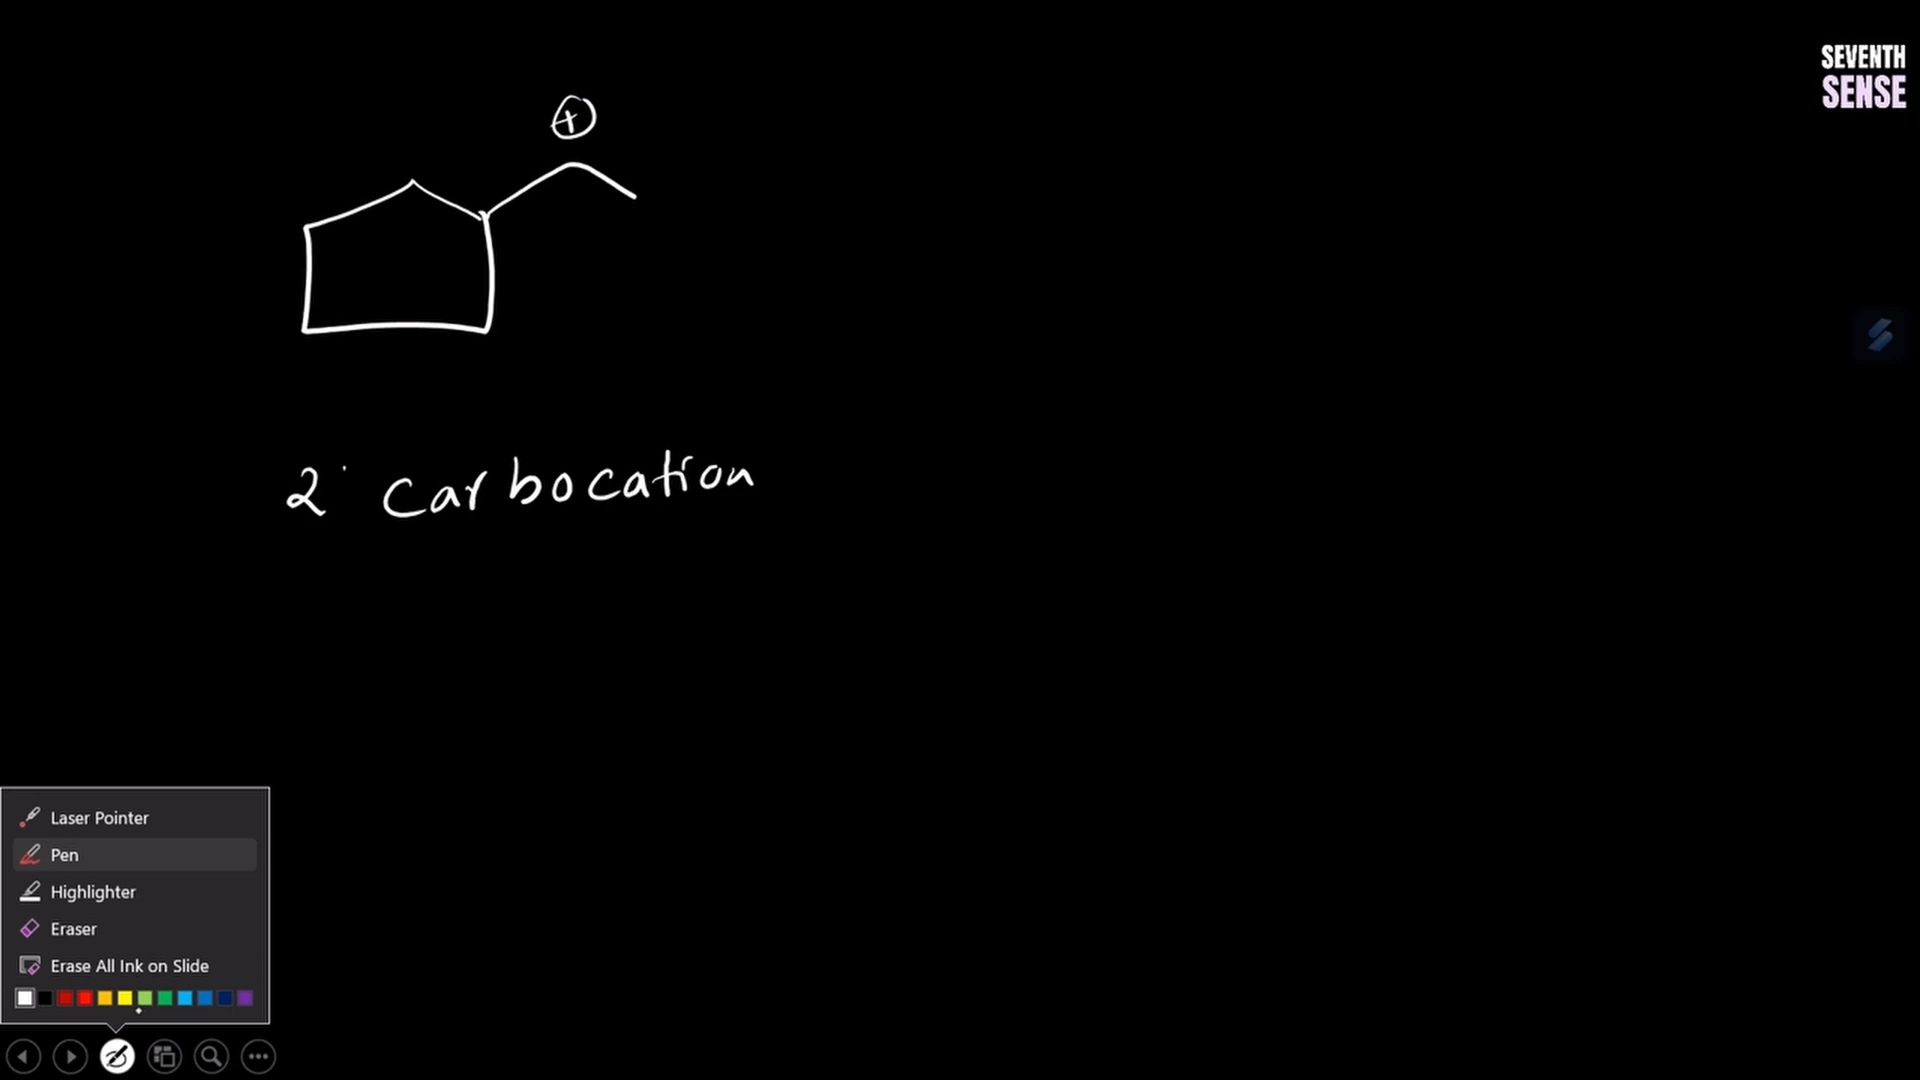 SEVENTH
SENSE
⊕
2° carbocation
Laser Pointer
Pen
Highlighter
Eraser
Erase All Ink on Slide